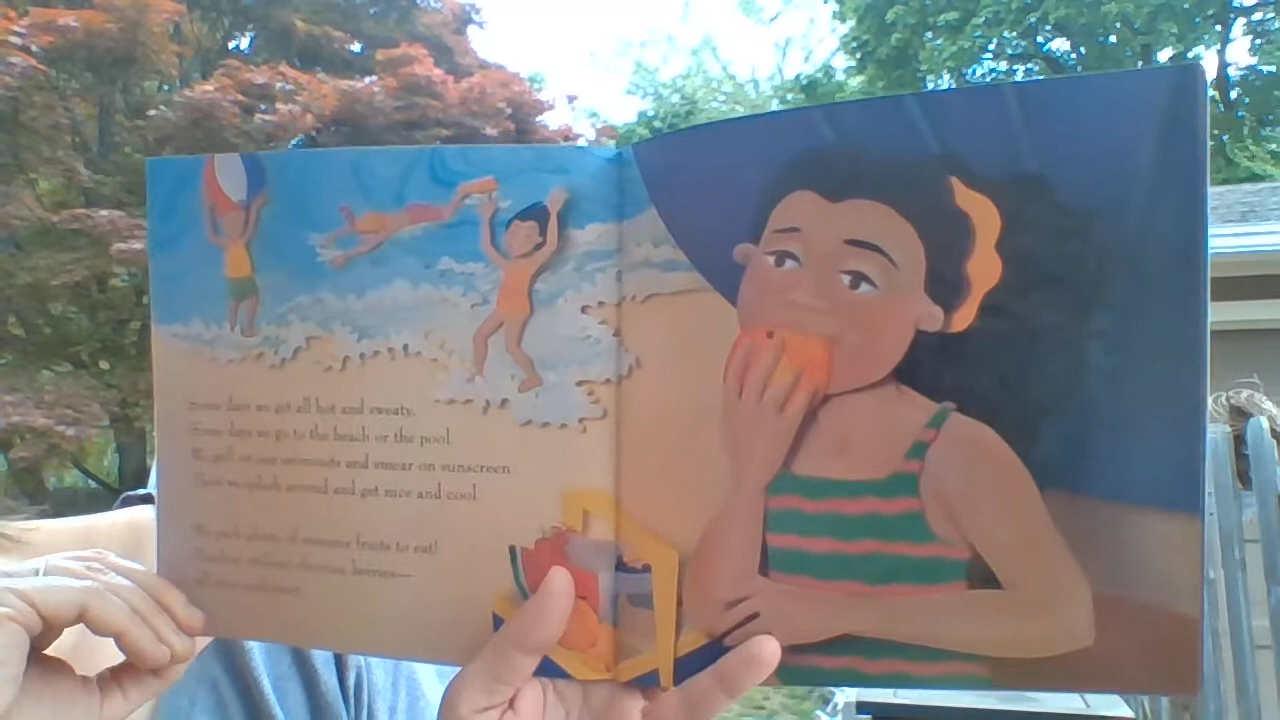 Some days we get all hot and sweaty.
Some days we go to the beach or the pool.
We pull on our swimsuits and smear on sunscreen
Then we splash around and get nice and cool.
We pack plenty of summer fruits to eat!
berries—